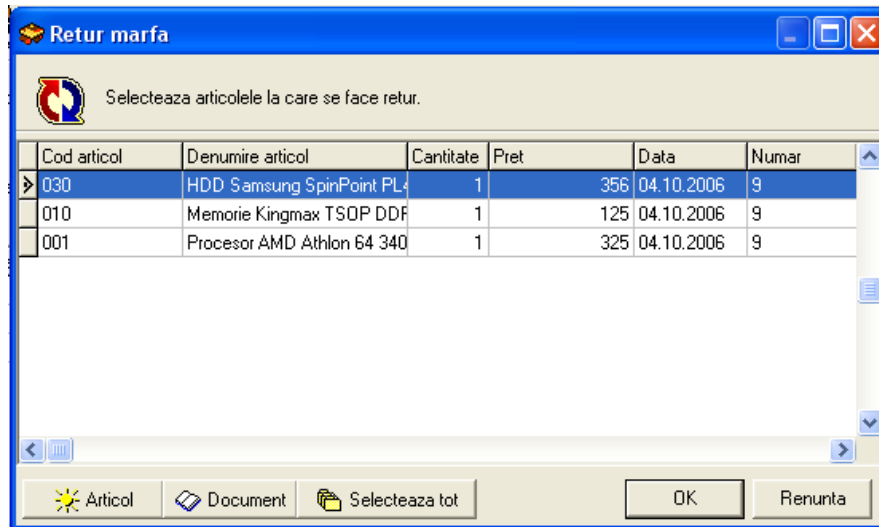 Retur marfa
Selecteaza articolele la care se face retur.
Cod articol Denumire articol Cantitate Pret Data Numar
030 HDD Samsung SpinPoint PL4 1 356 04.10.2006 9
010 Memorie Kingmax TSOP DDR 1 125 04.10.2006 9
001 Procesor AMD Athlon 64 340 1 325 04.10.2006 9
Articol Document Selecteaza tot OK Renunta